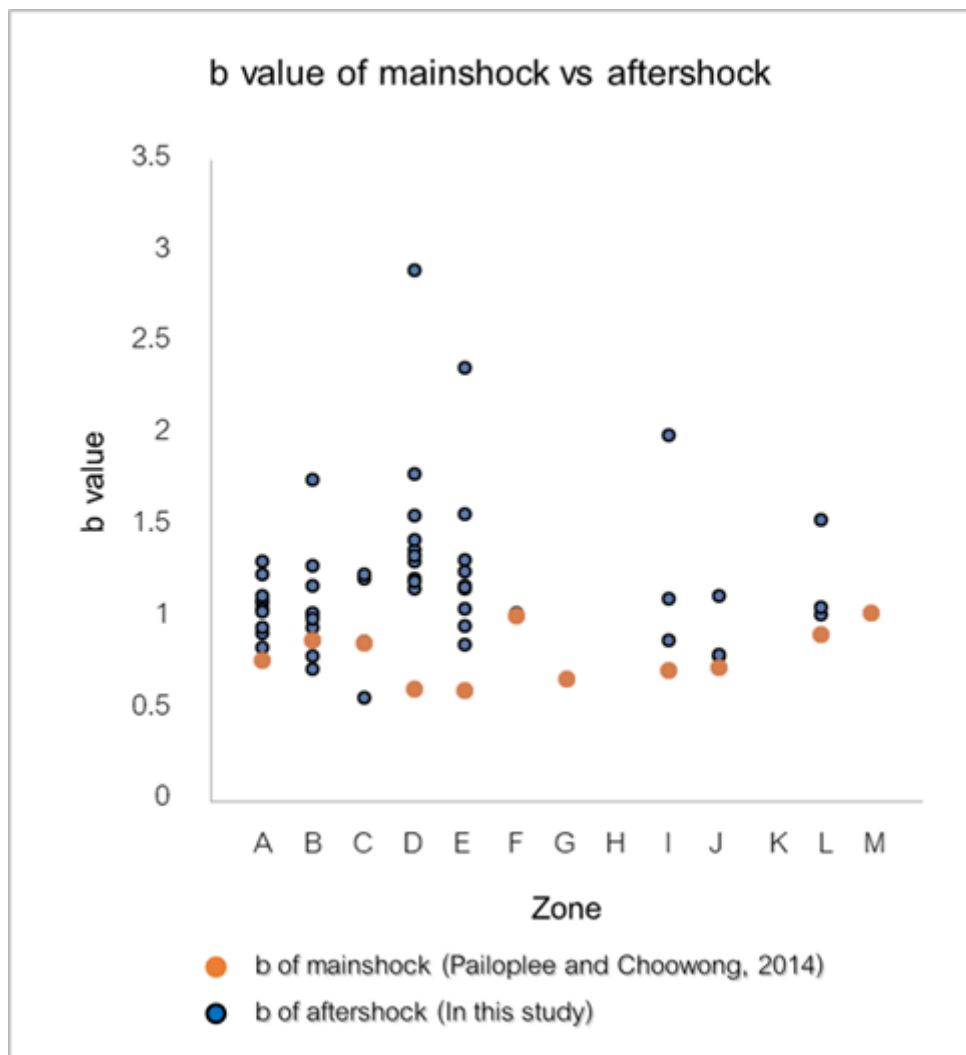 b value of mainshock vs aftershock
3.5
3
2.5
2
1.5
1
0.5
0
b value
A B C D E F G H I J K L M
Zone
b of mainshock (Pailoplee and Choowong, 2014)
b of aftershock (In this study)